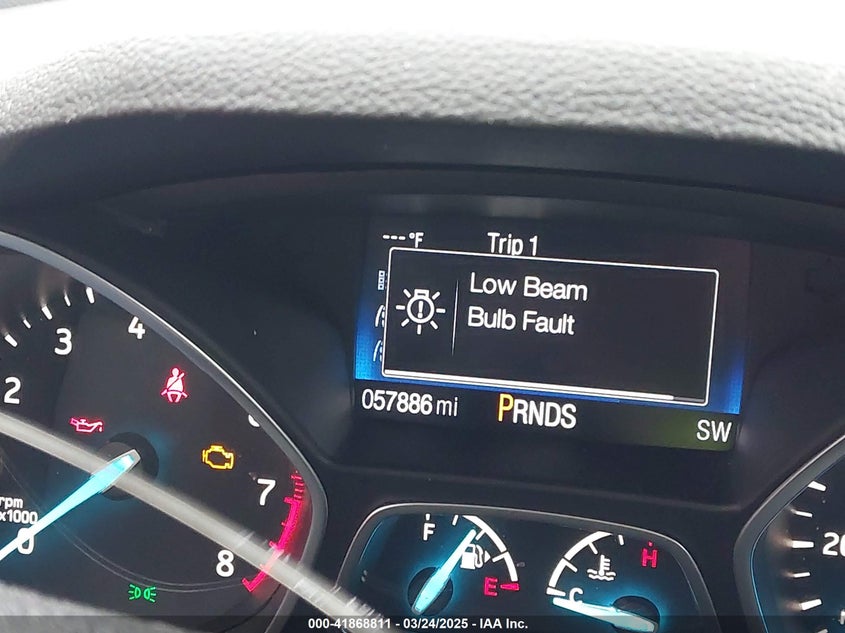 ---°F Trip 1
Low Beam
Bulb Fault
057886 mi PRNDS
SW
2 3 4 7 8
rpm
x1000
0
F E
C H
20
000-41868811 - 03/24/2025 - IAA Inc.